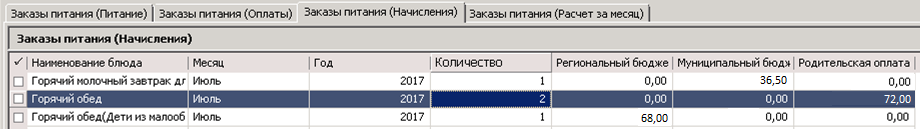 Заказы питания (Питание) Заказы питания (Оплаты) Заказы питания (Начисления) Заказы питания (Расчет за месяц)
Заказы питания (Начисления)
✓ Наименование блюда Месяц Год Количество Региональный бюдже Муниципальный бюдж Родительская оплата
Горячий молочный завтрак дл Июль 2017 1 0,00 36,50 0,00
Горячий обед Июль 2017 2 0,00 0,00 72,00
Горячий обед(Дети из малооб Июль 2017 1 68,00 0,00 0,00